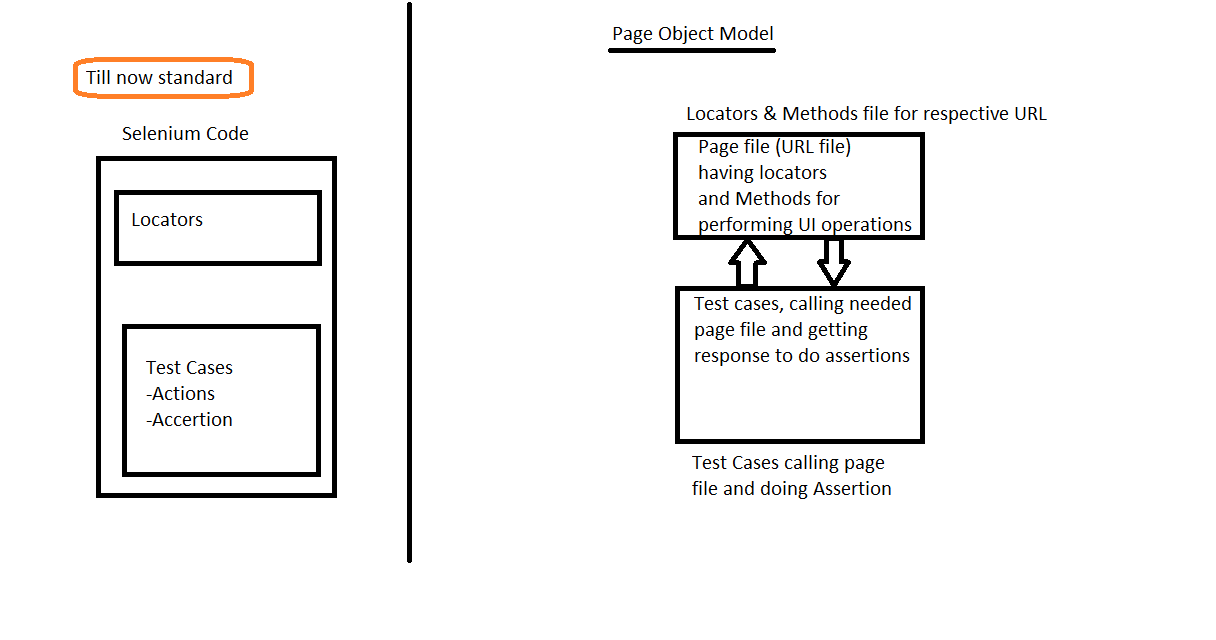 Till now standard
Selenium Code
Locators
Test Cases
-Actions
-Accertion
Page Object Model
Locators & Methods file for respective URL
Page file (URL file)
having locators
and Methods for
performing UI operations
Test cases, calling needed
page file and getting
response to do assertions
Test Cases calling page
file and doing Assertion